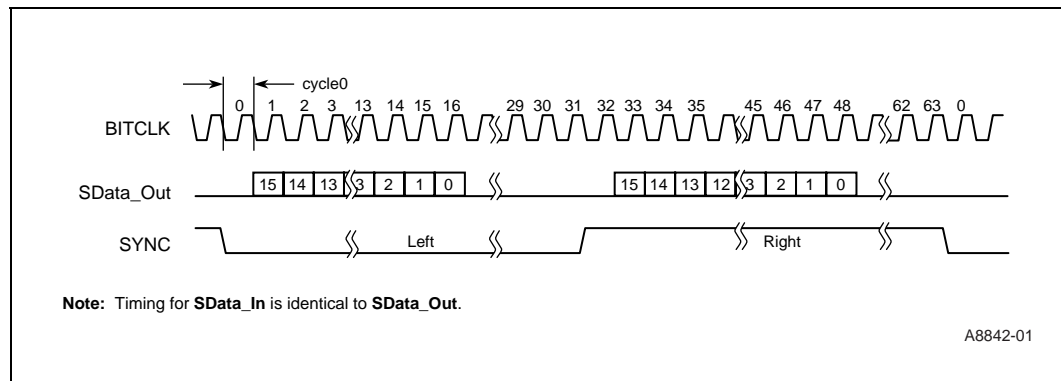 cycle0
0 1 2 3 13 14 15 16 29 30 31 32 33 34 35 45 46 47 48 62 63 0
BITCLK
SData_Out 15 14 13 3 2 1 0 15 14 13 12 3 2 1 0
SYNC Left Right
Note: Timing for SData_In is identical to SData_Out.
A8842-01